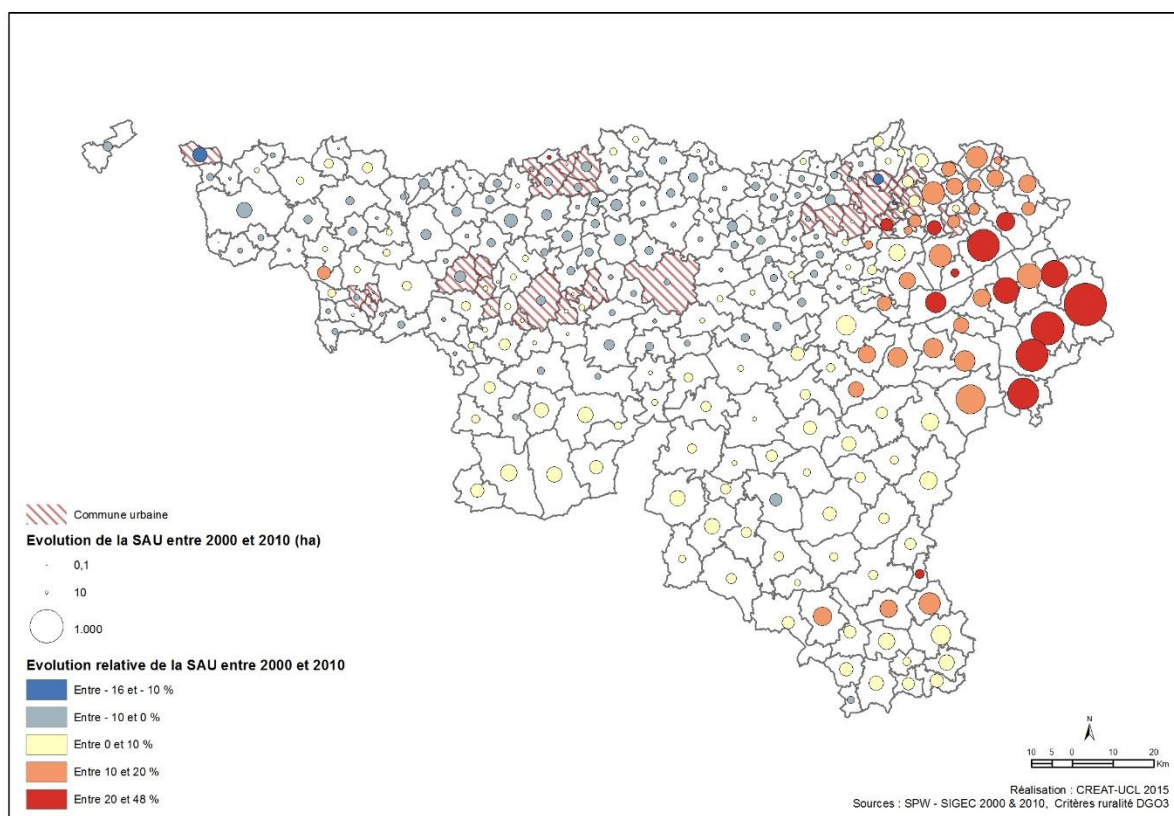 Commune urbaine
Evolution de la SAU entre 2000 et 2010 (ha)
0,1
10
1.000
Evolution relative de la SAU entre 2000 et 2010
Entre - 16 et - 10 %
Entre - 10 et 0 %
Entre 0 et 10 %
Entre 10 et 20 %
Entre 20 et 48 %
N
10 5 0 10 20
Km
Réalisation : CREAT-UCL 2015
Sources : SPW - SIGEC 2000 & 2010, Critères ruralité DGO3